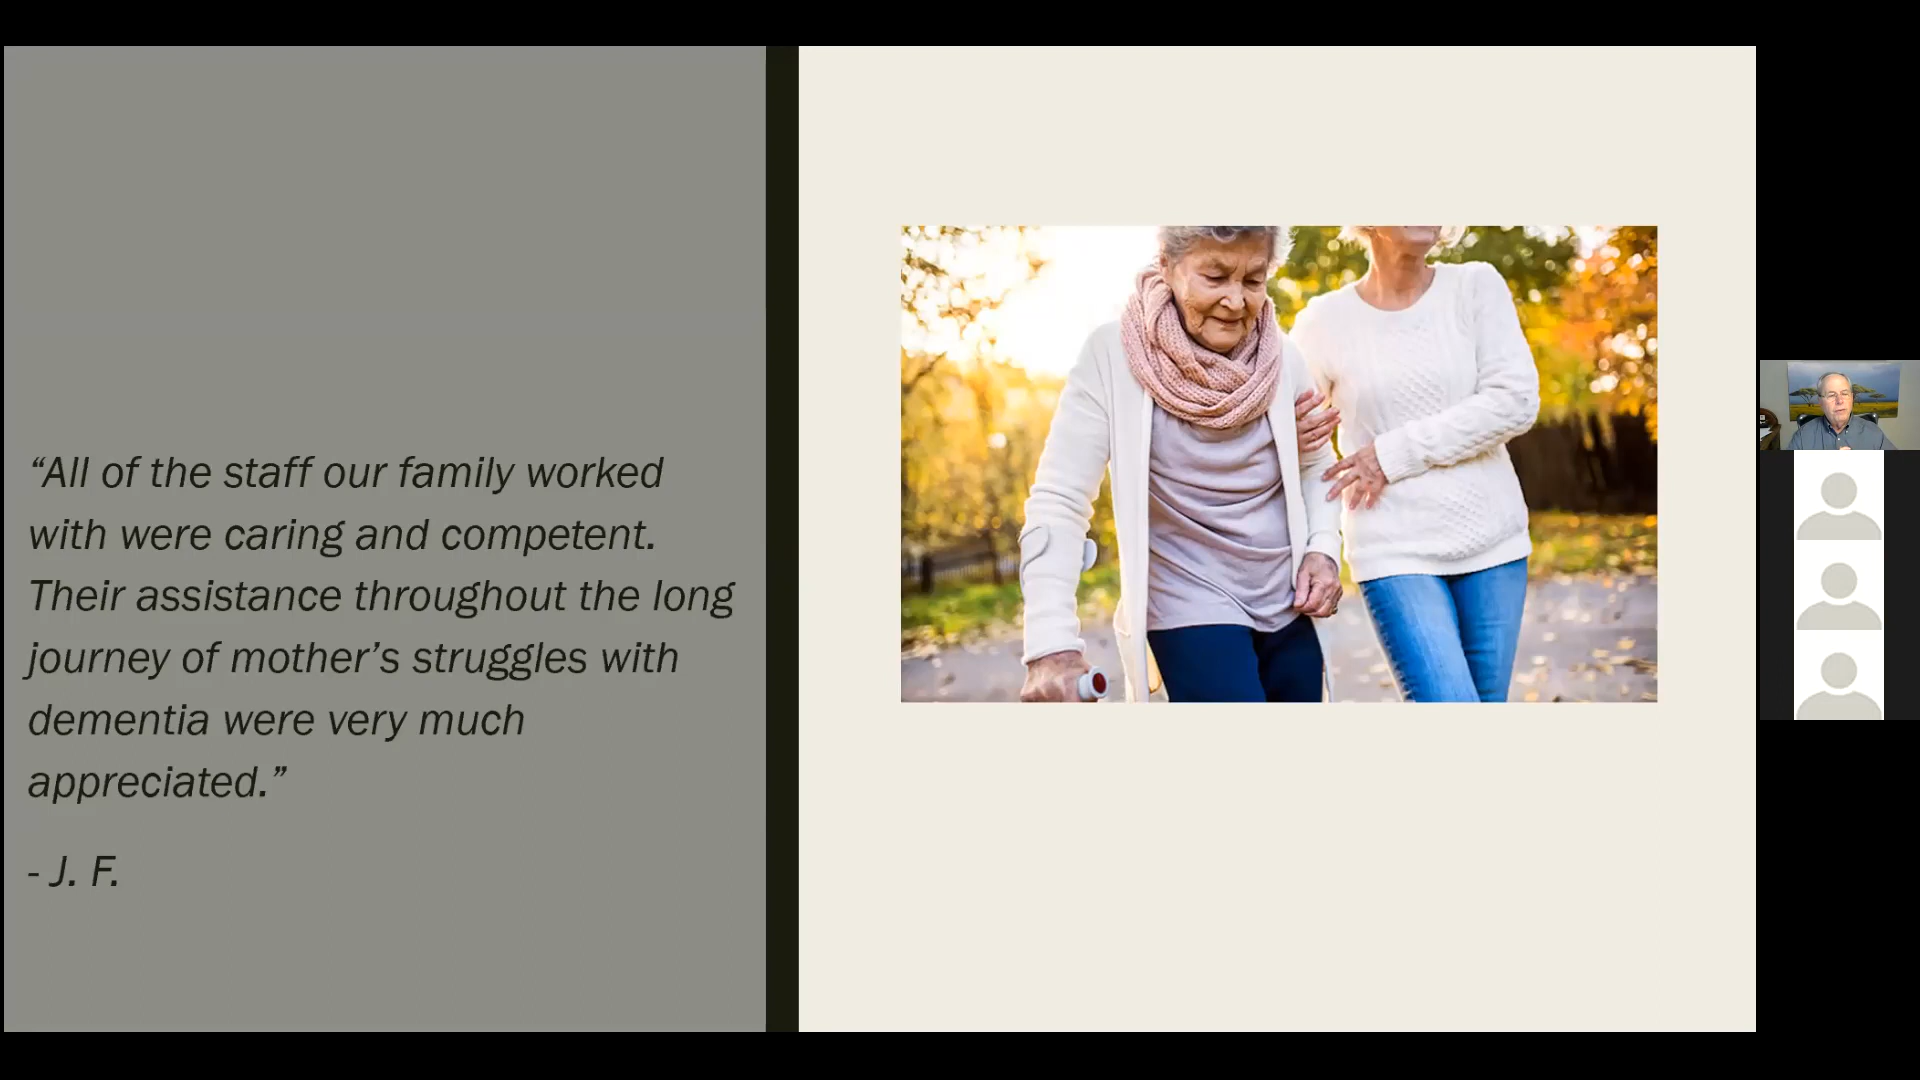 “All of the staff our family worked
with were caring and competent.
Their assistance throughout the long
journey of mother’s struggles with
dementia were very much
appreciated.”
- J. F.